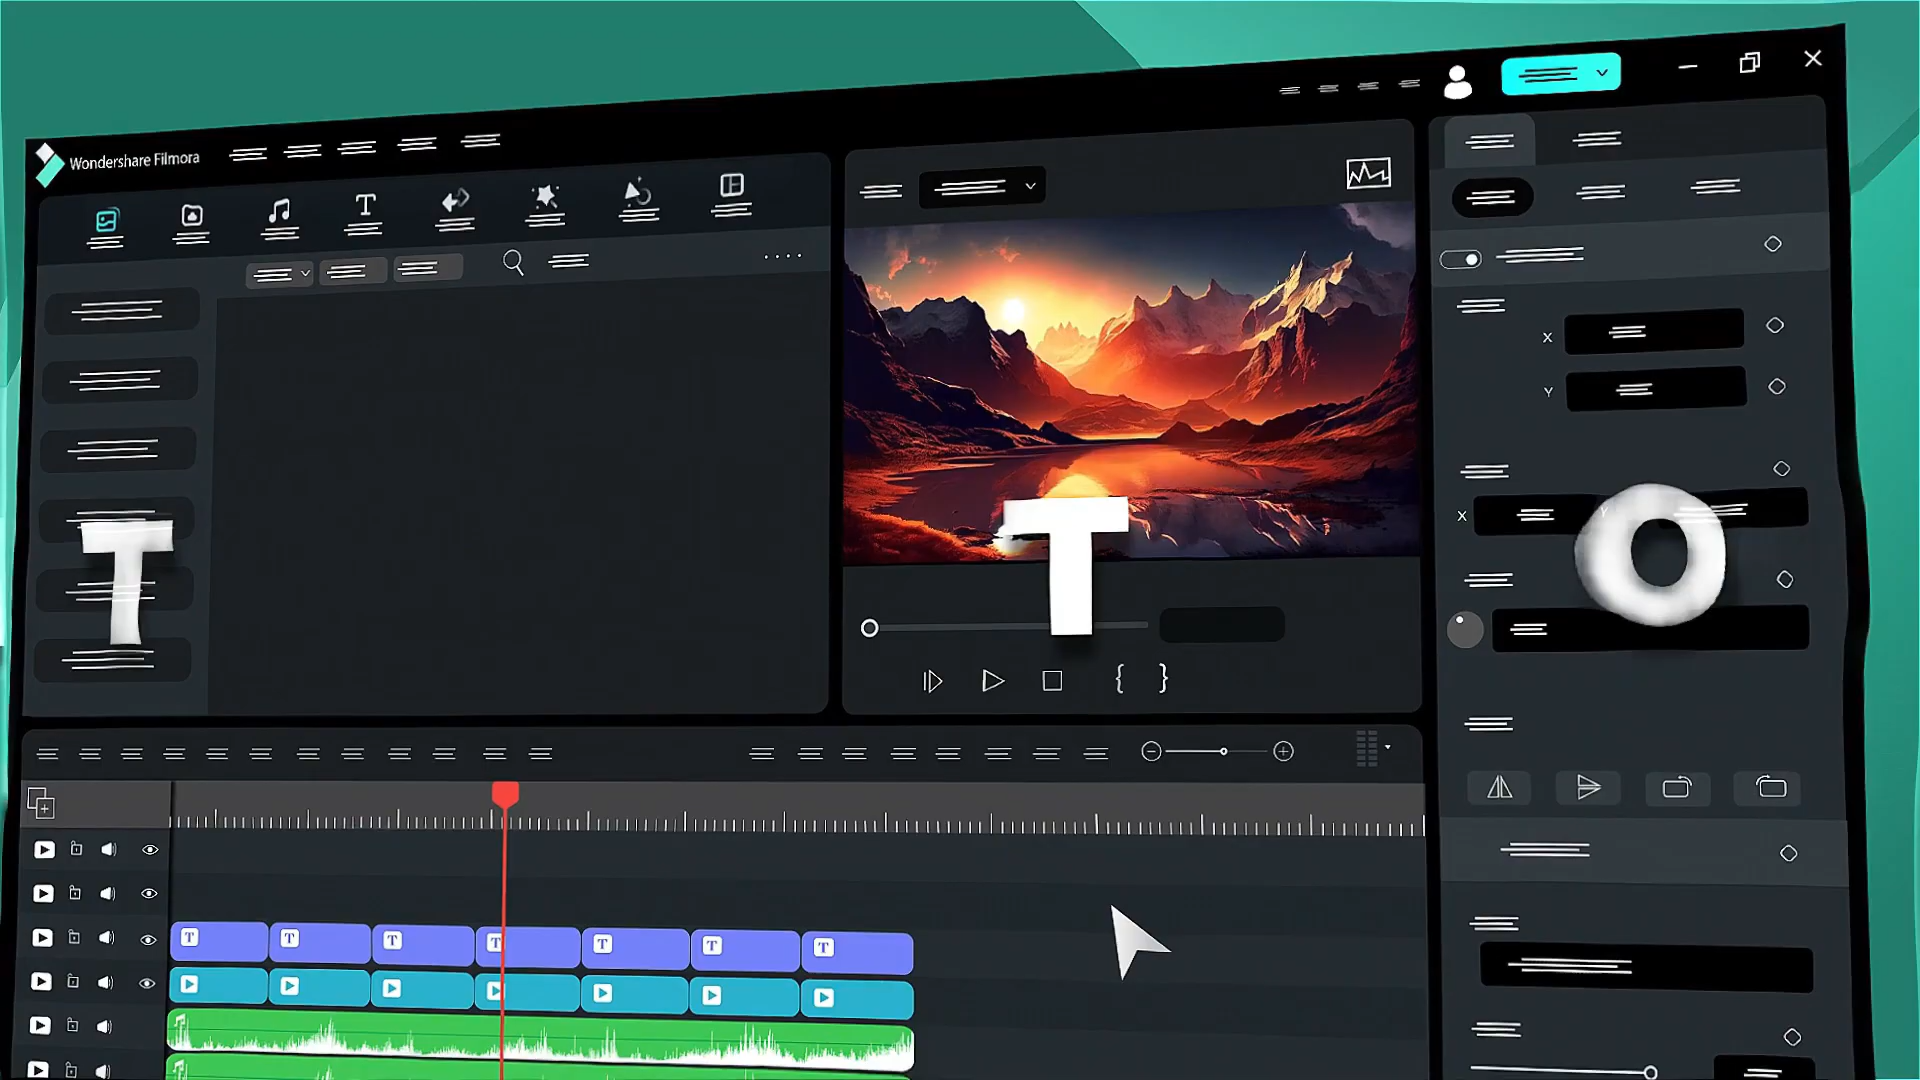 Wondershare Filmora
T
X
Y
X
Y
T T O
T T T T T T T